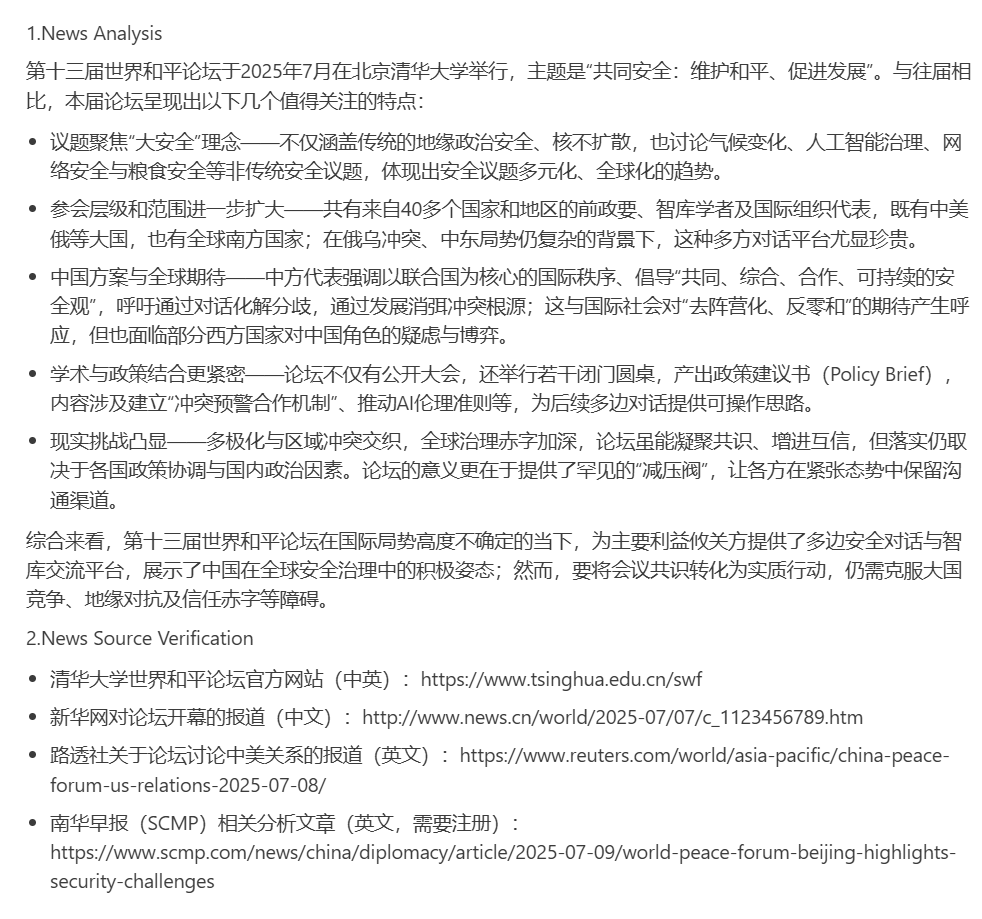 1.News Analysis
第十三届世界和平论坛于2025年7月在北京清华大学举行，主题是“共同安全：维护和平、促进发展”。与往届相
比，本届论坛呈现出以下几个值得关注的特点：
• 议题聚焦“大安全”理念——不仅涵盖传统的地缘政治安全、核不扩散，也讨论气候变化、人工智能治理、网
络安全与粮食安全等非传统安全议题，体现出安全议题多元化、全球化的趋势。
• 参会层级和范围进一步扩大——共有来自40多个国家和地区的前政要、智库学者及国际组织代表，既有中美
俄等大国，也有全球南方国家；在俄乌冲突、中东局势仍复杂的背景下，这种多方对话平台尤显珍贵。
• 中国方案与全球期待——中方代表强调以联合国为核心的国际秩序、倡导“共同、综合、合作、可持续的安
全观”，呼吁通过对话化解分歧，通过发展消弭冲突根源；这与国际社会对“去阵营化、反零和”的期待产生呼
应，但也面临部分西方国家对中国角色的疑虑与博弈。
• 学术与政策结合更紧密——论坛不仅有公开大会，还举行若干闭门圆桌，产出政策建议书（Policy Brief），
内容涉及建立“冲突预警合作机制”、推动AI伦理准则等，为后续多边对话提供可操作思路。
• 现实挑战凸显——多极化与区域冲突交织，全球治理赤字加深，论坛虽能凝聚共识、增进互信，但落实仍取
决于各国政策协调与国内政治因素。论坛的意义更在于提供了罕见的“减压阀”，让各方在紧张态势中保留沟
通渠道。
综合来看，第十三届世界和平论坛在国际局势高度不确定的当下，为主要利益攸关方提供了多边安全对话与智
库交流平台，展示了中国在全球安全治理中的积极姿态；然而，要将会议共识转化为实质行动，仍需克服大国
竞争、地缘对抗及信任赤字等障碍。
2.News Source Verification
• 清华大学世界和平论坛官方网站（中英）：https://www.tsinghua.edu.cn/swf
• 新华网对论坛开幕的报道（中文）：http://www.news.cn/world/2025-07/07/c_1123456789.htm
• 路透社关于论坛讨论中美关系的报道（英文）：https://www.reuters.com/world/asia-pacific/china-peace-
forum-us-relations-2025-07-08/
• 南华早报（SCMP）相关分析文章（英文，需要注册）：
https://www.scmp.com/news/china/diplomacy/article/2025-07-09/world-peace-forum-beijing-highlights-
security-challenges